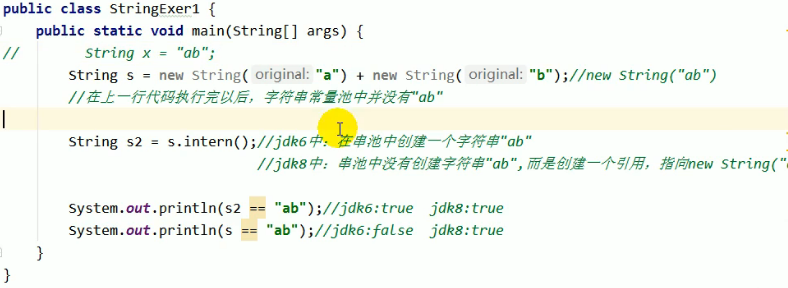 public class StringExer1 {
public static void main(String[] args) {
// String x = "ab";
String s = new String( original: "a") + new String( original: "b");//new String("ab")
//在上一行代码执行完以后，字符串常量池中并没有"ab"
String s2 = s.intern();//jdk6中：在串池中创建一个字符串"ab"
//jdk8中：串池中没有创建字符串"ab",而是创建一个引用，指向new String("
System.out.println(s2 == "ab");//jdk6:true jdk8:true
System.out.println(s == "ab");//jdk6:false jdk8:true
}
}